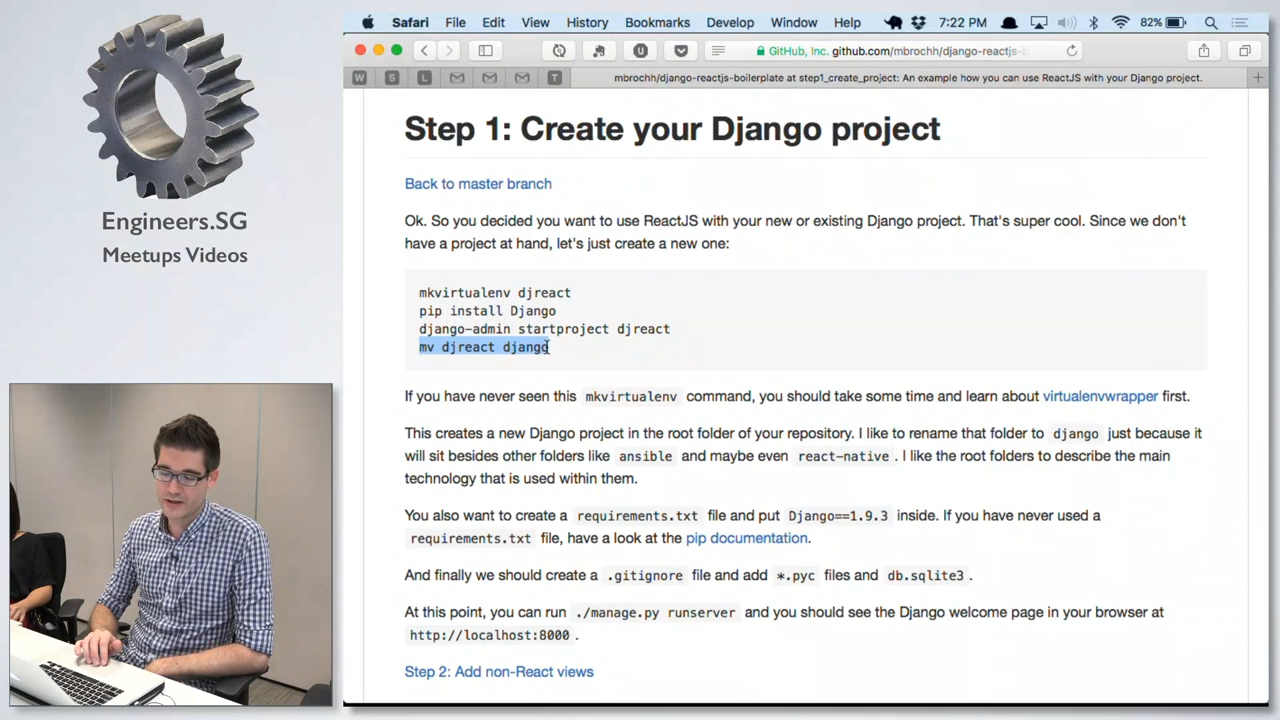 Safari File Edit View History Bookmarks Develop Window Help 7:22 PM 82%
GitHub, Inc. github.com/mbrochh/django-reactjs-b
W 5 L T mbrochh/django-reactjs-boilerplate at step1_create_project: An example how you can use ReactJS with your Django project.
Engineers.SG
Meetups Videos
Step 1: Create your Django project
Back to master branch
Ok. So you decided you want to use ReactJS with your new or existing Django project. That's super cool. Since we don't
have a project at hand, let's just create a new one:
mkvirtualenv djreact
pip install Django
django-admin startproject djreact
mv djreact django
If you have never seen this mkvirtualenv command, you should take some time and learn about virtualenvwrapper first.
This creates a new Django project in the root folder of your repository. I like to rename that folder to django just because it
will sit besides other folders like ansible and maybe even react-native . I like the root folders to describe the main
technology that is used within them.
You also want to create a requirements.txt file and put Django==1.9.3 inside. If you have never used a
requirements.txt file, have a look at the pip documentation.
And finally we should create a .gitignore file and add *.pyc files and db.sqlite3 .
At this point, you can run ./manage.py runserver and you should see the Django welcome page in your browser at
http://localhost:8000 .
Step 2: Add non-React views